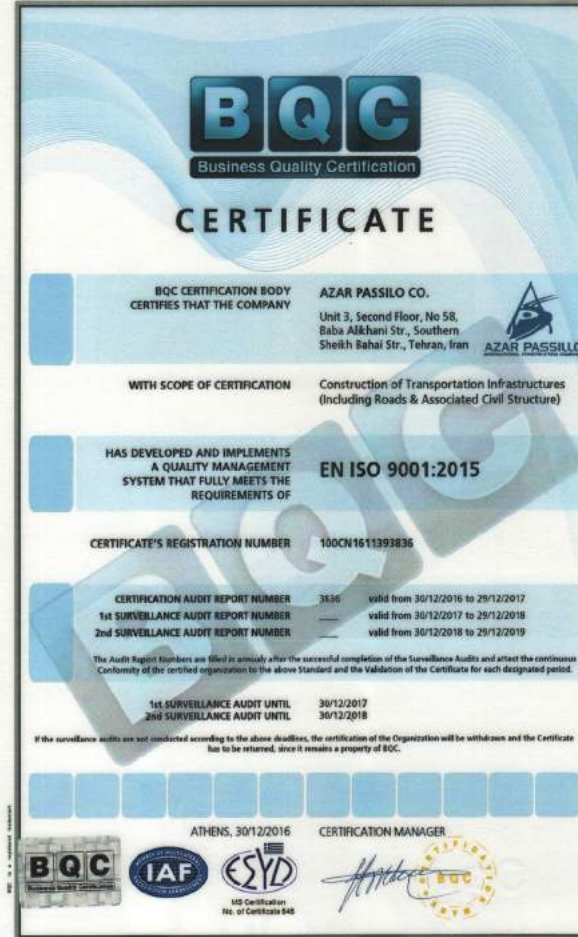 BQC
Business Quality Certification
CERTIFICATE
BQC CERTIFICATION BODY
CERTIFIES THAT THE COMPANY
AZAR PASSILO CO.
Unit 3, Second Floor, No 58,
Baba Alikhani Str., Southern
Sheikh Bahai Str., Tehran, Iran
AZAR PASSILLO
WITH SCOPE OF CERTIFICATION
Construction of Transportation Infrastructures
(Including Roads & Associated Civil Structure)
HAS DEVELOPED AND IMPLEMENTS
A QUALITY MANAGEMENT
SYSTEM THAT FULLY MEETS THE
REQUIREMENTS OF
EN ISO 9001:2015
CERTIFICATE'S REGISTRATION NUMBER 100CN1611393836
CERTIFICATION AUDIT REPORT NUMBER 3836 valid from 30/12/2016 to 29/12/2017
1st SURVEILLANCE AUDIT REPORT NUMBER __ valid from 30/12/2017 to 29/12/2018
2nd SURVEILLANCE AUDIT REPORT NUMBER __ valid from 30/12/2018 to 29/12/2019
The Audit Report Numbers are filled in annualy after the successful completion of the Surveillance Audits and attest the continuous
Conformity of the certified organization to the above Standard and the Validation of the Certificate for each designated period.
1st SURVEILLANCE AUDIT UNTIL 30/12/2017
2nd SURVEILLANCE AUDIT UNTIL 30/12/2018
If the surveillance audits are not conducted according to the above deadlines, the certification of the Organization will be withdrawn and the Certificate
has to be returned, since it remains a property of BQC.
ATHENS, 30/12/2016
CERTIFICATION MANAGER
BQC
Business Quality Certification
IAF
ΕΣΥΔ
MS Certification
No. of Certificate 546
CERTIFICATION
BQC
BQC